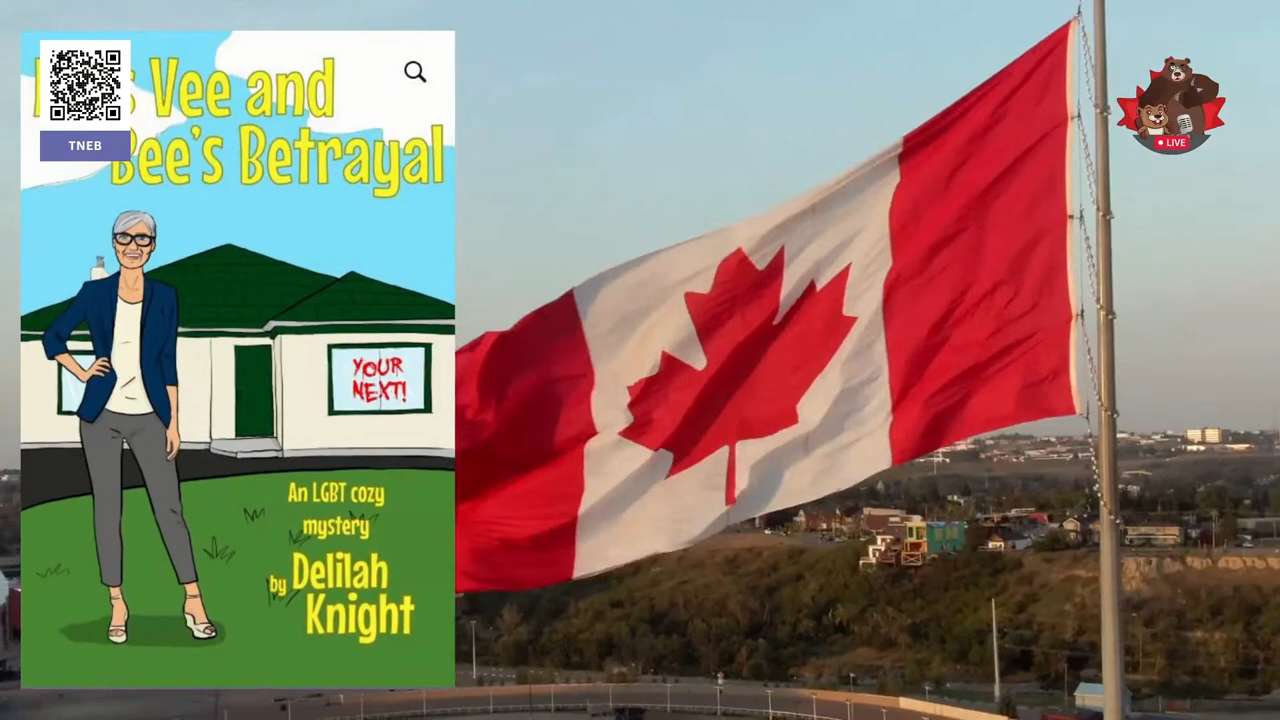 Vee and
Bee's Betrayal
TNEB
YOUR
NEXT!
An LGBT cozy
mystery
by Delilah
Knight
LIVE